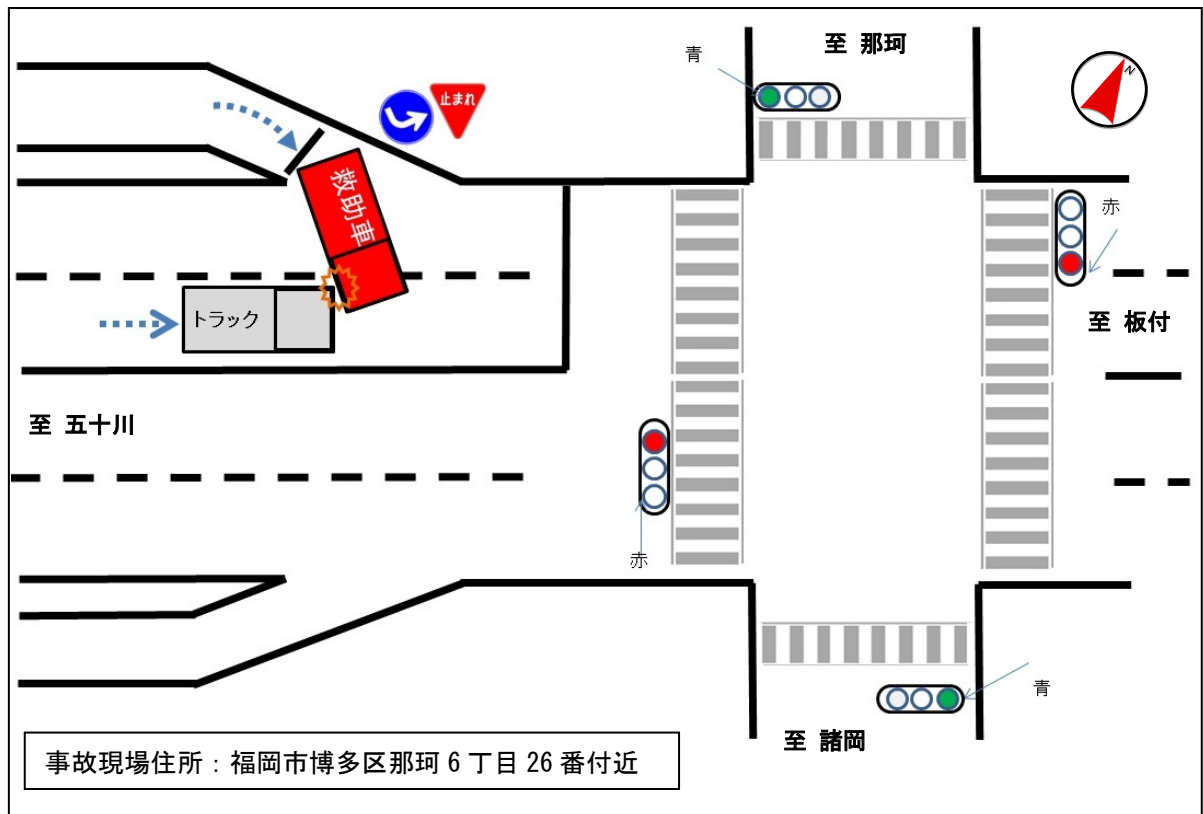 至 那珂
青
N
止まれ
赤
救助車
至 板付
トラック
至 五十川
赤
青
至 諸岡
事故現場住所：福岡市博多区那珂 6 丁目 26 番付近